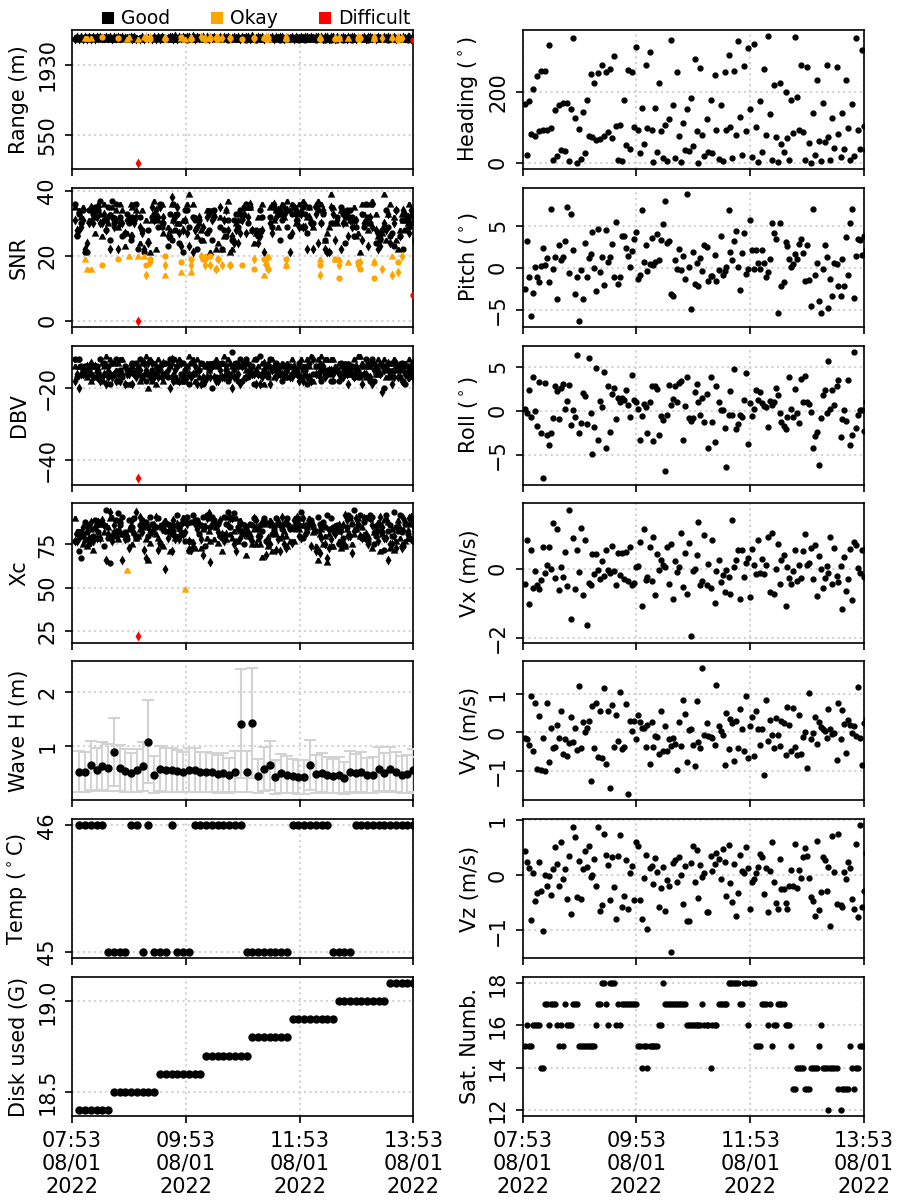 Good Okay Difficult
Range (m)
1930
550
Heading (°)
200
0
SNR
40
20
0
Pitch (°)
5
0
−5
DBV
−20
−40
Roll (°)
5
0
−5
Xc
75
50
25
Vx (m/s)
0
−2
Wave H (m)
2
1
Vy (m/s)
1
0
−1
Temp (°C)
46
45
Vz (m/s)
1
0
−1
Disk used (G)
19.0
18.5
Sat. Numb.
18
16
14
12
07:53 09:53 11:53 13:53 07:53 09:53 11:53 13:53
08/01 08/01 08/01 08/01 08/01 08/01 08/01 08/01
2022 2022 2022 2022 2022 2022 2022 2022